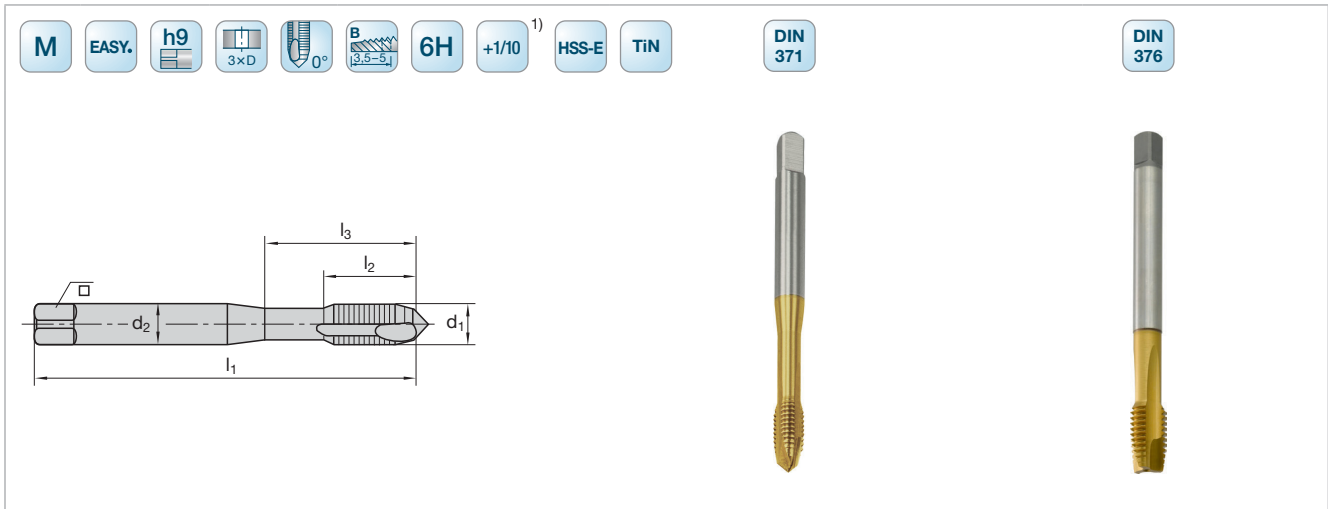 M
EASY.
h9
3×D
0°
B
3,5–5
6H
+1/10
1)
HSS-E
TiN
DIN
371
DIN
376
l3
l2
d2
d1
l1